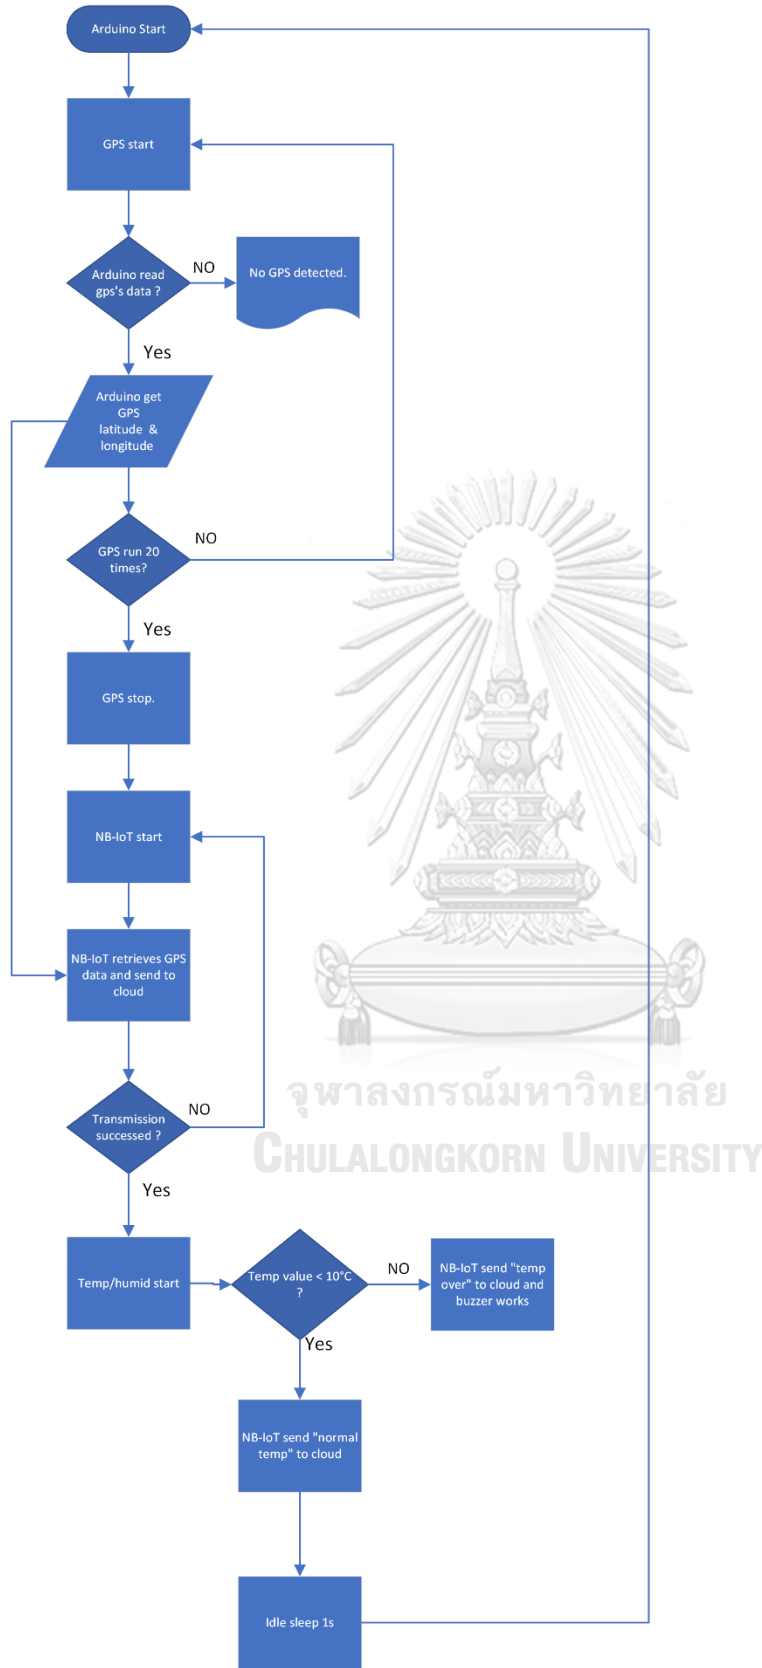 Arduino Start
GPS start
Arduino read
gps's data ?
NO
No GPS detected.
Yes
Arduino get
GPS
latitude &
longitude
GPS run 20
times?
NO
Yes
GPS stop.
NB-IoT start
NB-IoT retrieves GPS
data and send to
cloud
Transmission
successed ?
NO
Yes
Temp/humid start
Temp value < 10°C
?
NO
NB-IoT send "temp
over" to cloud and
buzzer works
Yes
NB-IoT send "normal
temp" to cloud
Idle sleep 1s
จุฬาลงกรณ์มหาวิทยาลัย
CHULALONGKORN UNIVERSITY